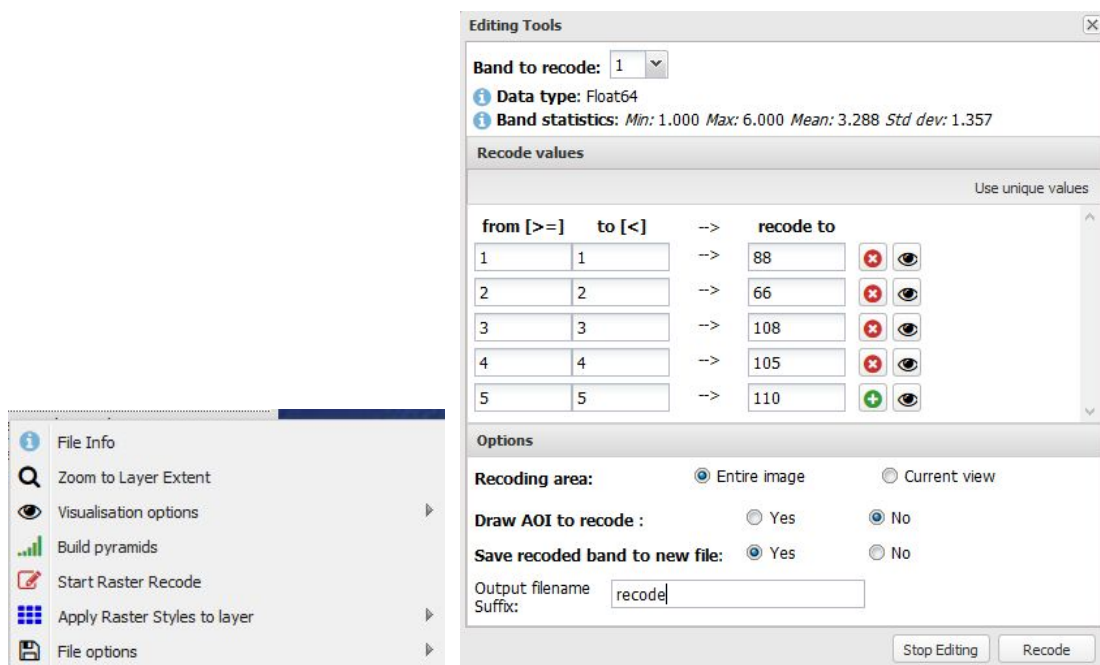 File Info
Zoom to Layer Extent
Visualisation options
Build pyramids
Start Raster Recode
Apply Raster Styles to layer
File options
Editing Tools
Band to recode: 1
Data type: Float64
Band statistics: Min: 1.000 Max: 6.000 Mean: 3.288 Std dev: 1.357
Recode values
Use unique values
from [>=] to [<] --> recode to
1 1 --> 88
2 2 --> 66
3 3 --> 108
4 4 --> 105
5 5 --> 110
Options
Recoding area: Entire image Current view
Draw AOI to recode : Yes No
Save recoded band to new file: Yes No
Output filename
Suffix: recode
Stop Editing Recode